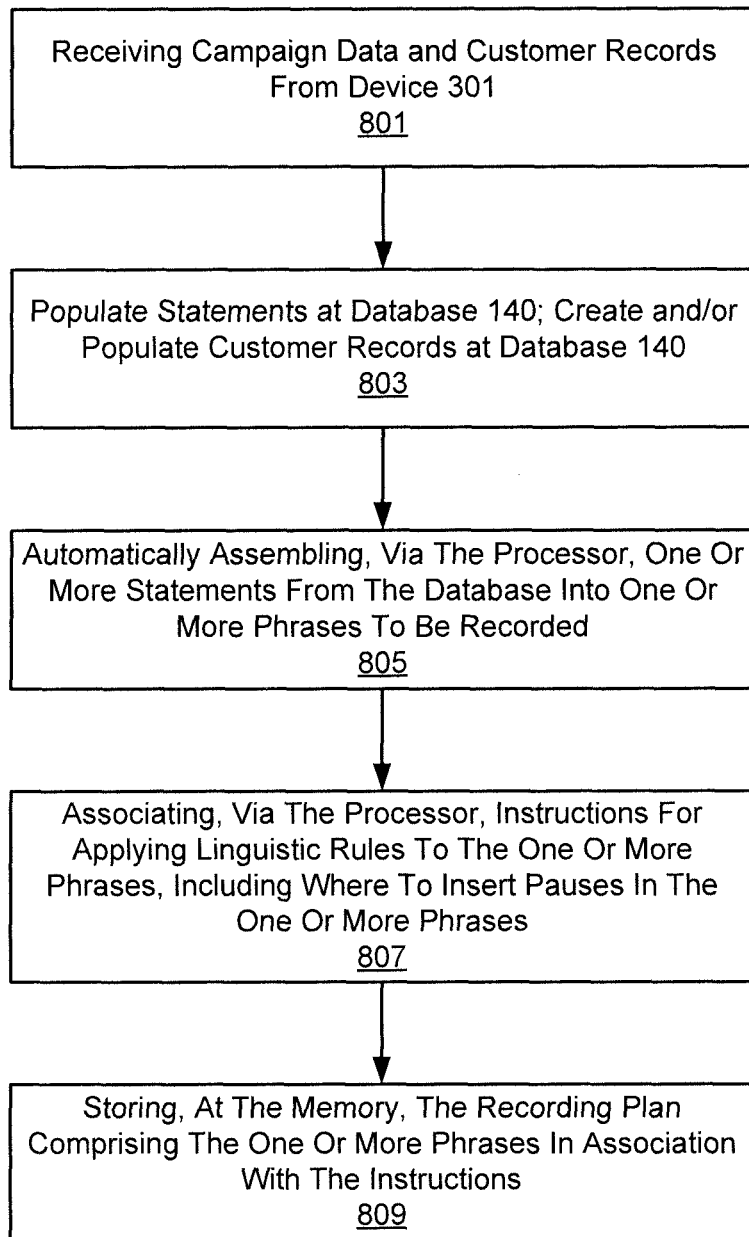 Receiving Campaign Data and Customer Records
From Device 301
801
Populate Statements at Database 140; Create and/or
Populate Customer Records at Database 140
803
Automatically Assembling, Via The Processor, One Or
More Statements From The Database Into One Or
More Phrases To Be Recorded
805
Associating, Via The Processor, Instructions For
Applying Linguistic Rules To The One Or More
Phrases, Including Where To Insert Pauses In The
One Or More Phrases
807
Storing, At The Memory, The Recording Plan
Comprising The One Or More Phrases In Association
With The Instructions
809